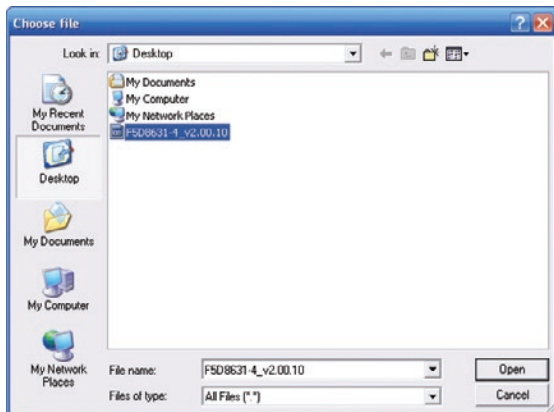 Choose file
Look in: Desktop
My Recent
Documents
Desktop
My Documents
My Computer
My Network
Places
My Documents
My Computer
My Network Places
F5D8631-4_v2.00.10
File name: F5D8631-4_v2.00.10 Open
Files of type: All Files (*.*) Cancel